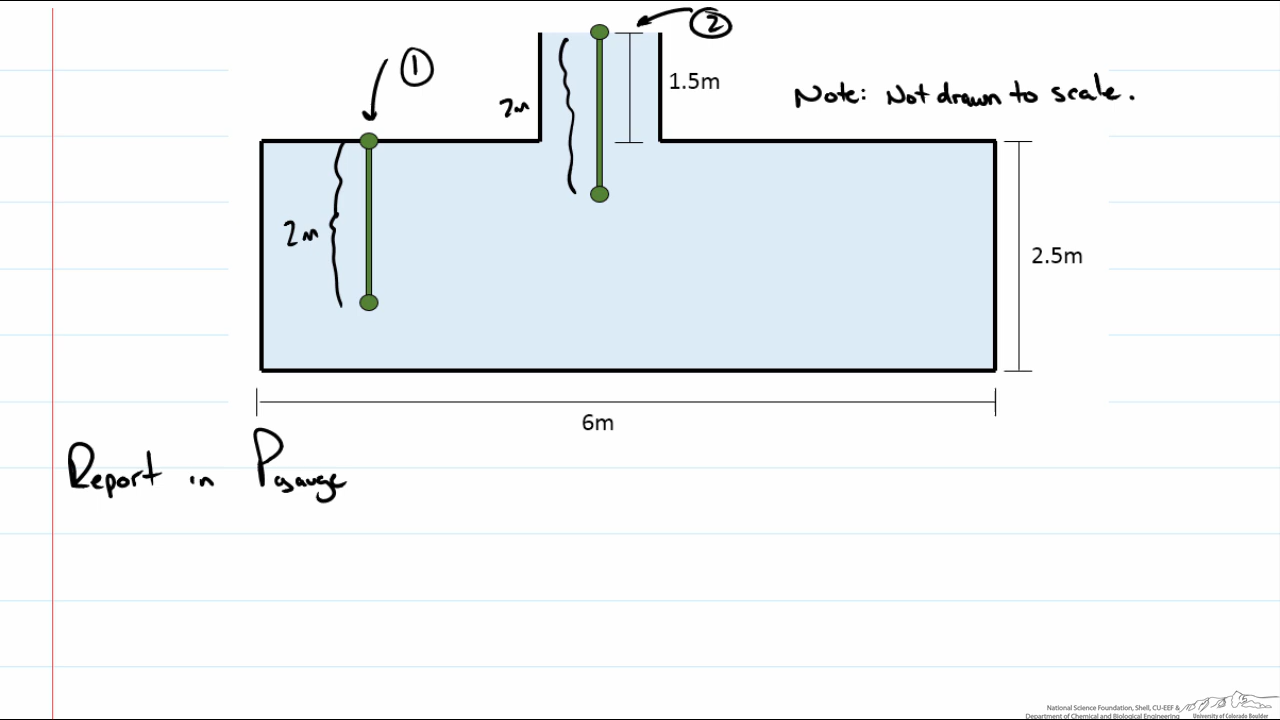 2
1
1.5m
2m
Note: Not drawn to scale.
2m
2.5m
6m
Report in Pgauge
National Science Foundation, Shell, CU-EEF &
Department of Chemical and Biological Engineering
University of Colorado Boulder